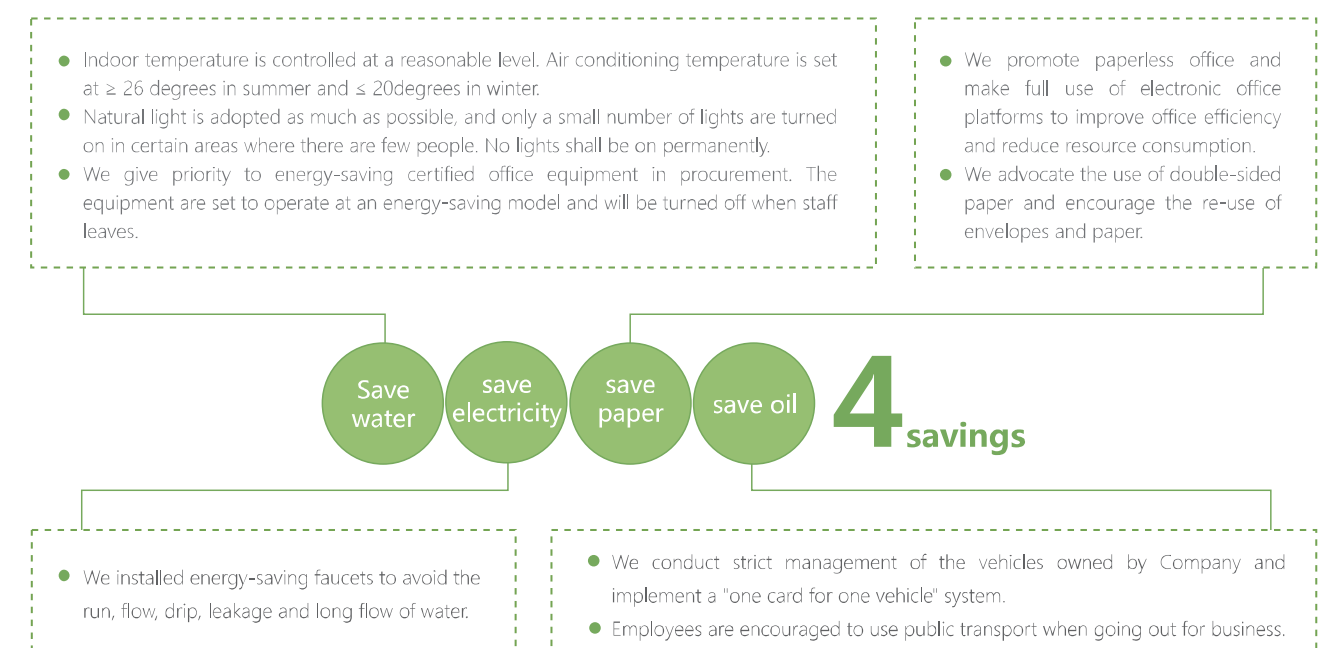 Indoor temperature is controlled at a reasonable level. Air conditioning temperature is set
at ≥ 26 degrees in summer and ≤ 20degrees in winter.
Natural light is adopted as much as possible, and only a small number of lights are turned
on in certain areas where there are few people. No lights shall be on permanently.
We give priority to energy-saving certified office equipment in procurement. The
equipment are set to operate at an energy-saving model and will be turned off when staff
leaves.
We promote paperless office and
make full use of electronic office
platforms to improve office efficiency
and reduce resource consumption.
We advocate the use of double-sided
paper and encourage the re-use of
envelopes and paper.
Save
water
save
electricity
save
paper
save oil
4 savings
We installed energy-saving faucets to avoid the
run, flow, drip, leakage and long flow of water.
We conduct strict management of the vehicles owned by Company and
implement a "one card for one vehicle" system.
Employees are encouraged to use public transport when going out for business.